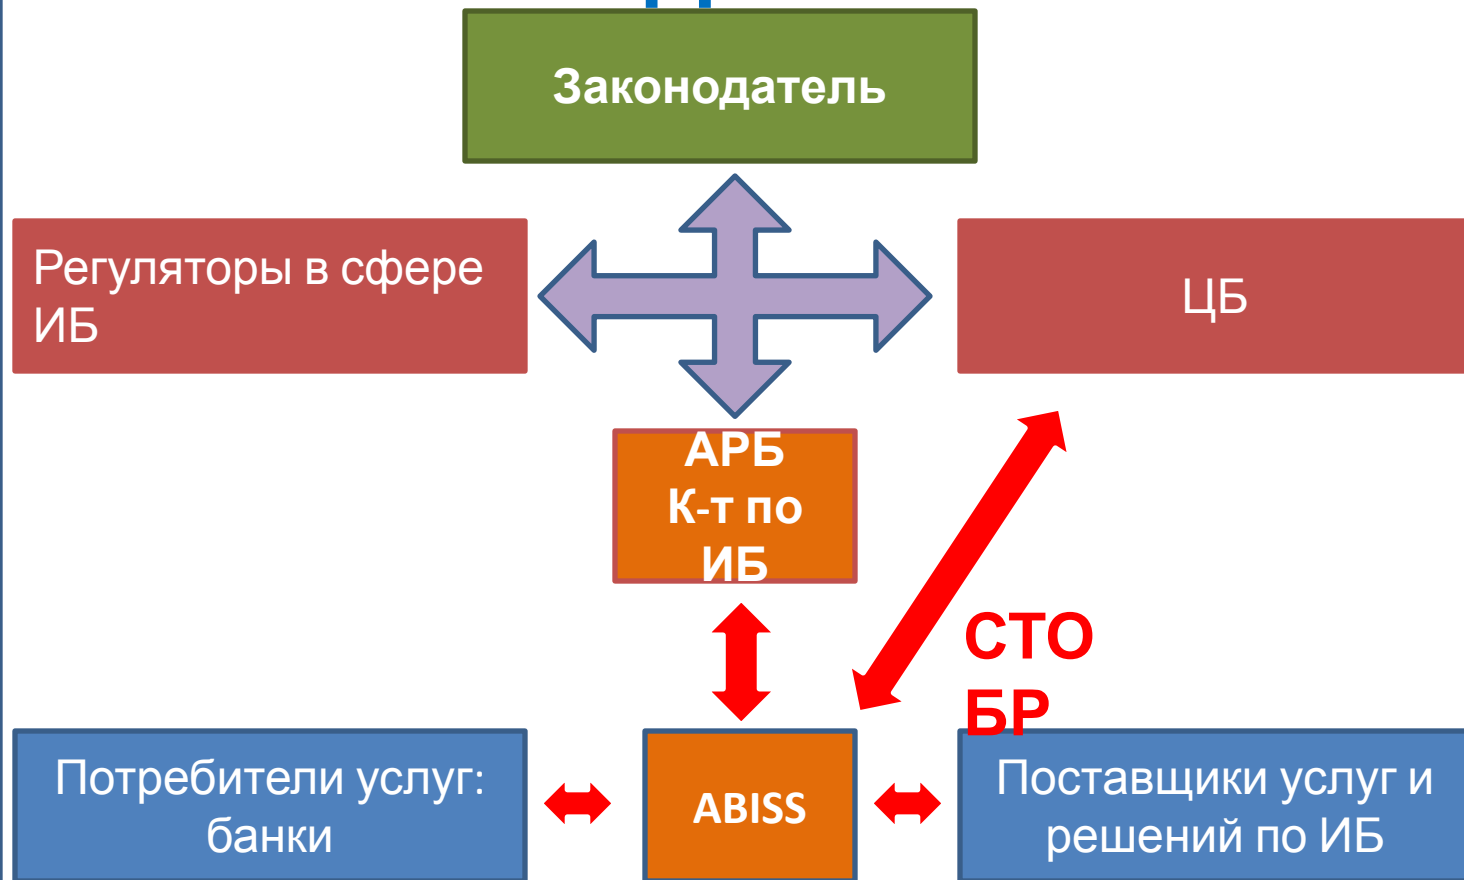 Законодатель
Регуляторы в сфере
ИБ
ЦБ
АРБ
К-т по
ИБ
СТО
БР
Потребители услуг:
банки
ABISS
Поставщики услуг и
решений по ИБ